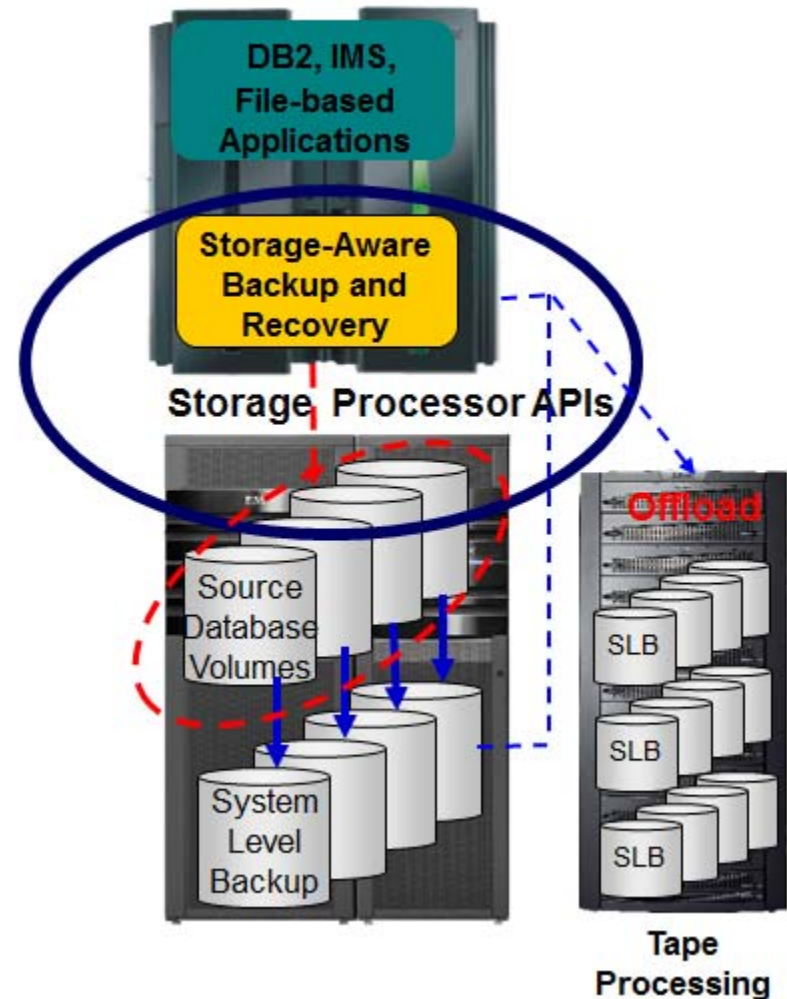 DB2, IMS,
File-based
Applications
Storage-Aware
Backup and
Recovery
Storage Processor APIs
Offload
Source
Database
Volumes
SLB
SLB
System
Level
Backup
SLB
Tape
Processing